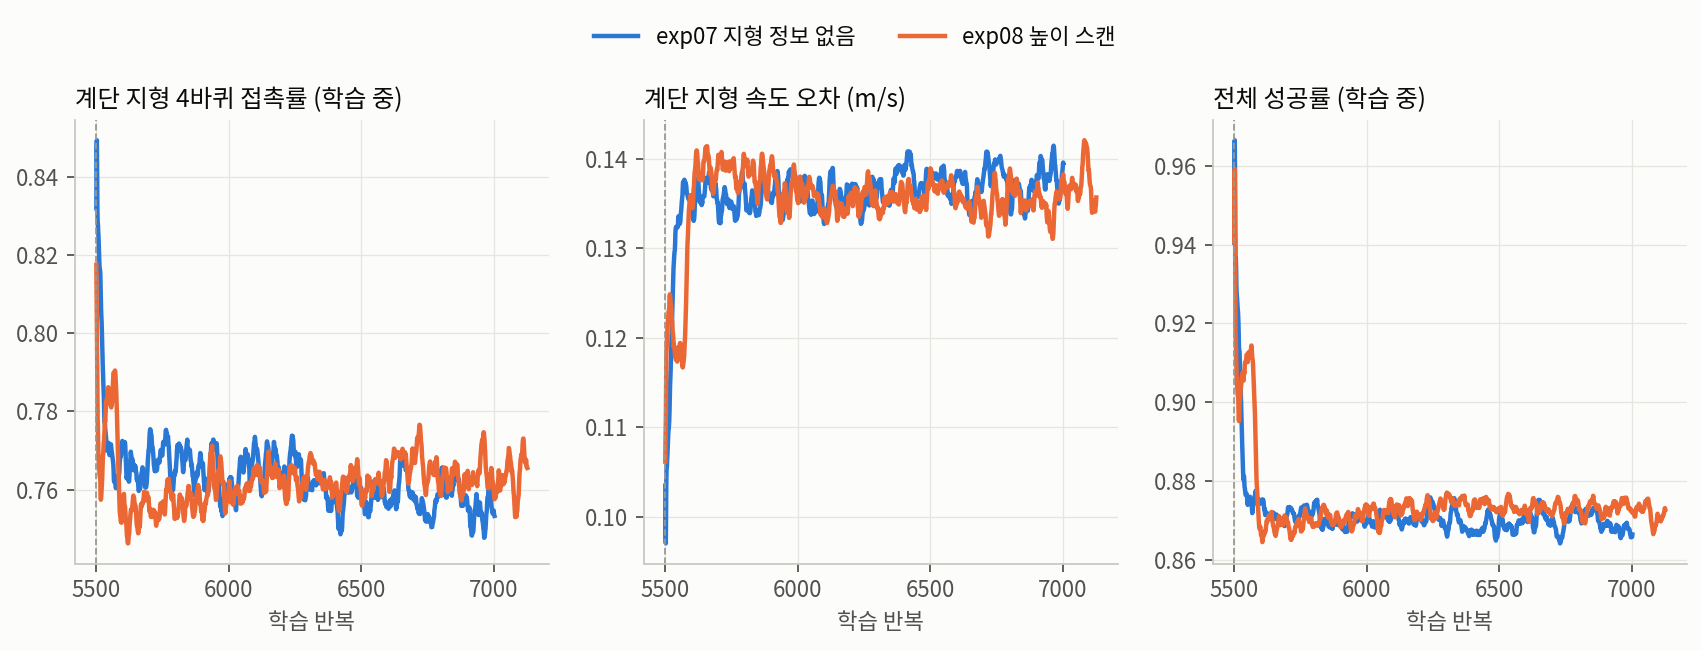 exp07 지형 정보 없음
exp08 높이 스캔
계단 지형 4바퀴 접촉률 (학습 중)
0.84
0.82
0.80
0.78
0.76
5500 6000 6500 7000
학습 반복
계단 지형 속도 오차 (m/s)
0.14
0.13
0.12
0.11
0.10
5500 6000 6500 7000
학습 반복
전체 성공률 (학습 중)
0.96
0.94
0.92
0.90
0.88
0.86
5500 6000 6500 7000
학습 반복